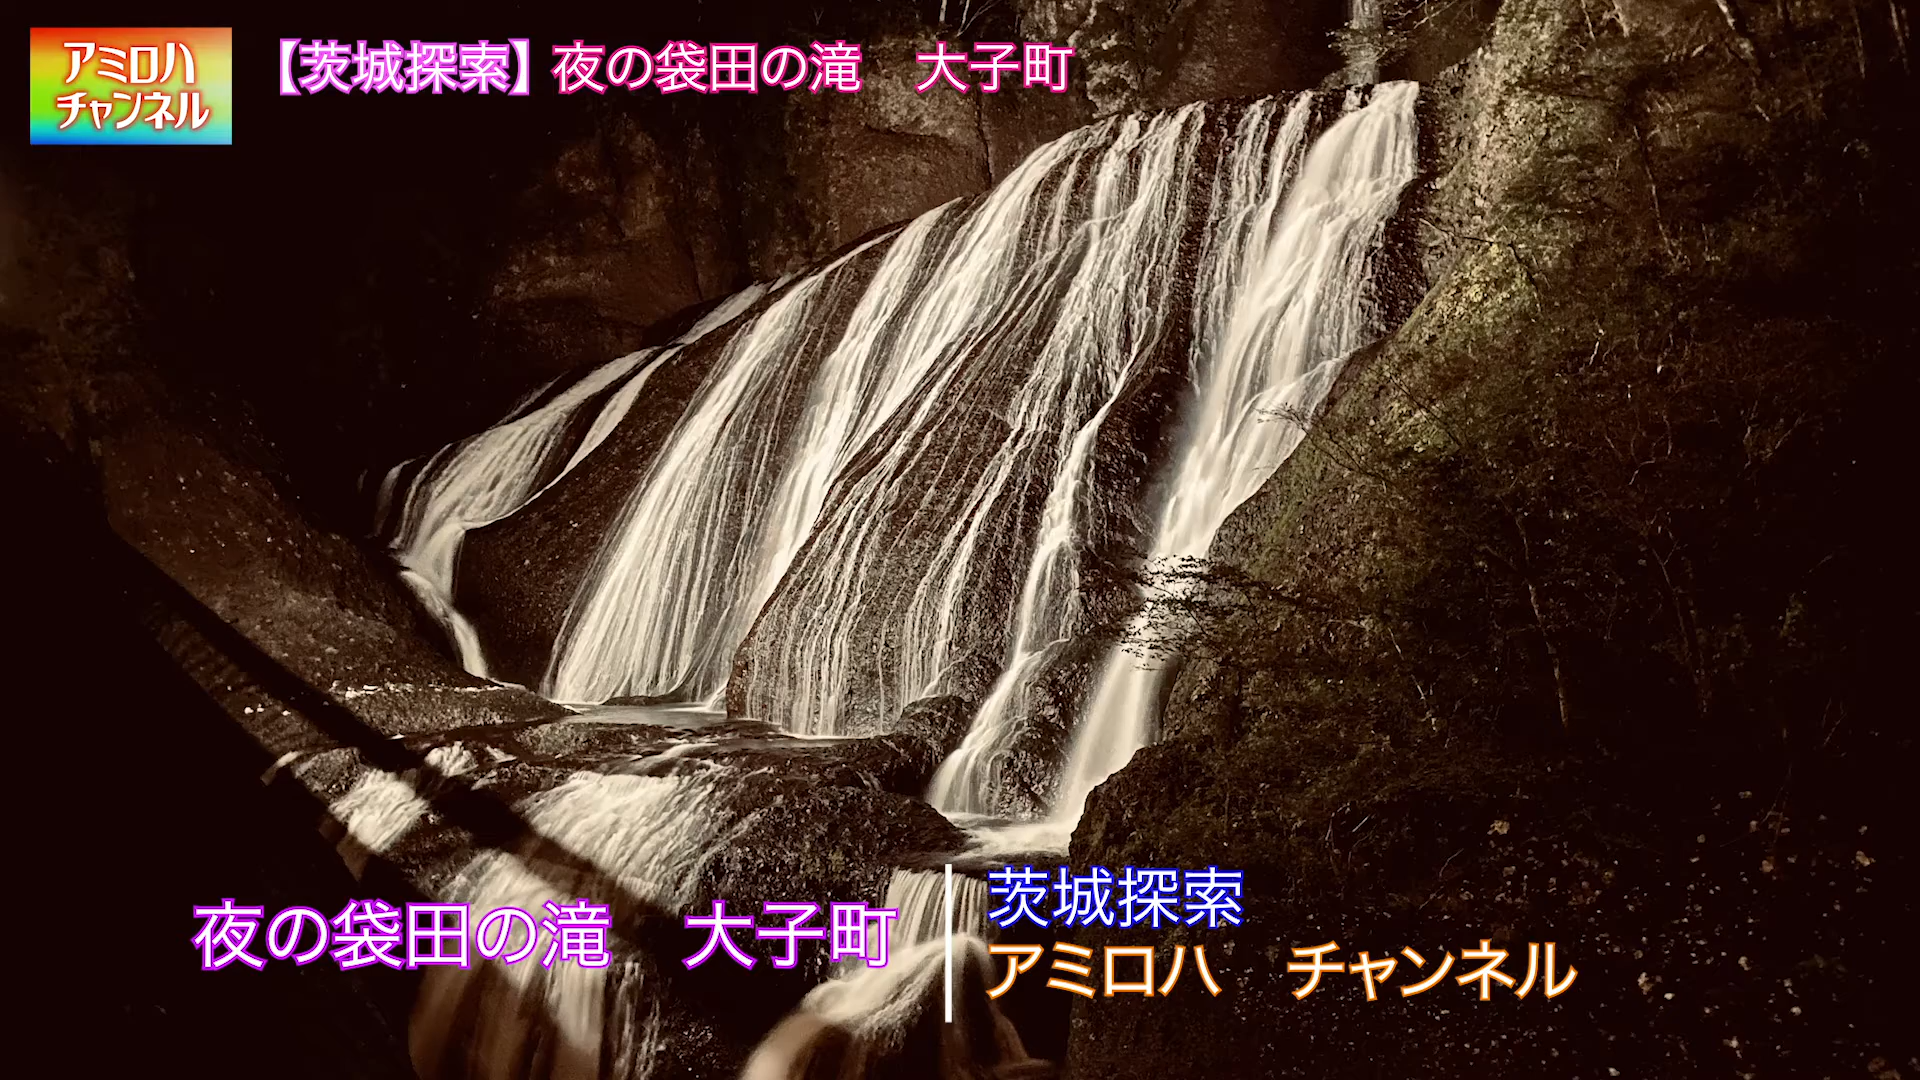 アミロハ
チャンネル
【茨城探索】夜の袋田の滝　大子町
夜の袋田の滝　大子町
茨城探索
アミロハ　チャンネル